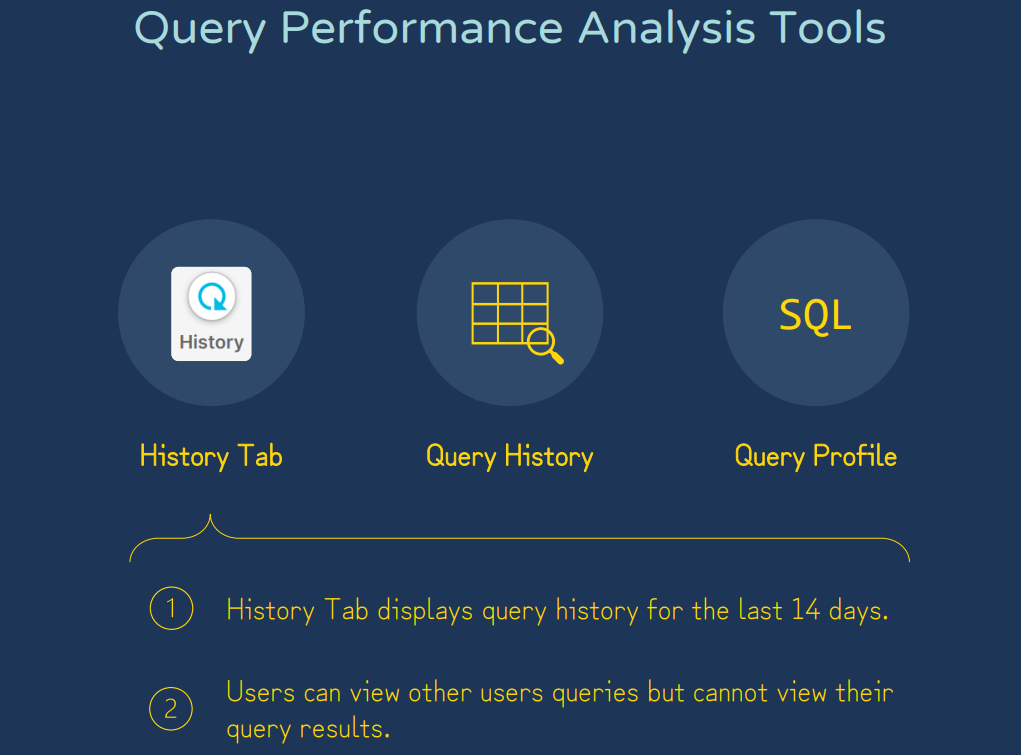 Query Performance Analysis Tools
History
SQL
History Tab
Query History
Query Profile
1
History Tab displays query history for the last 14 days.
2
Users can view other users queries but cannot view their
query results.